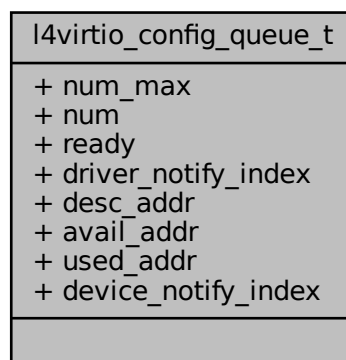 l4virtio_config_queue_t
+ num_max
+ num
+ ready
+ driver_notify_index
+ desc_addr
+ avail_addr
+ used_addr
+ device_notify_index